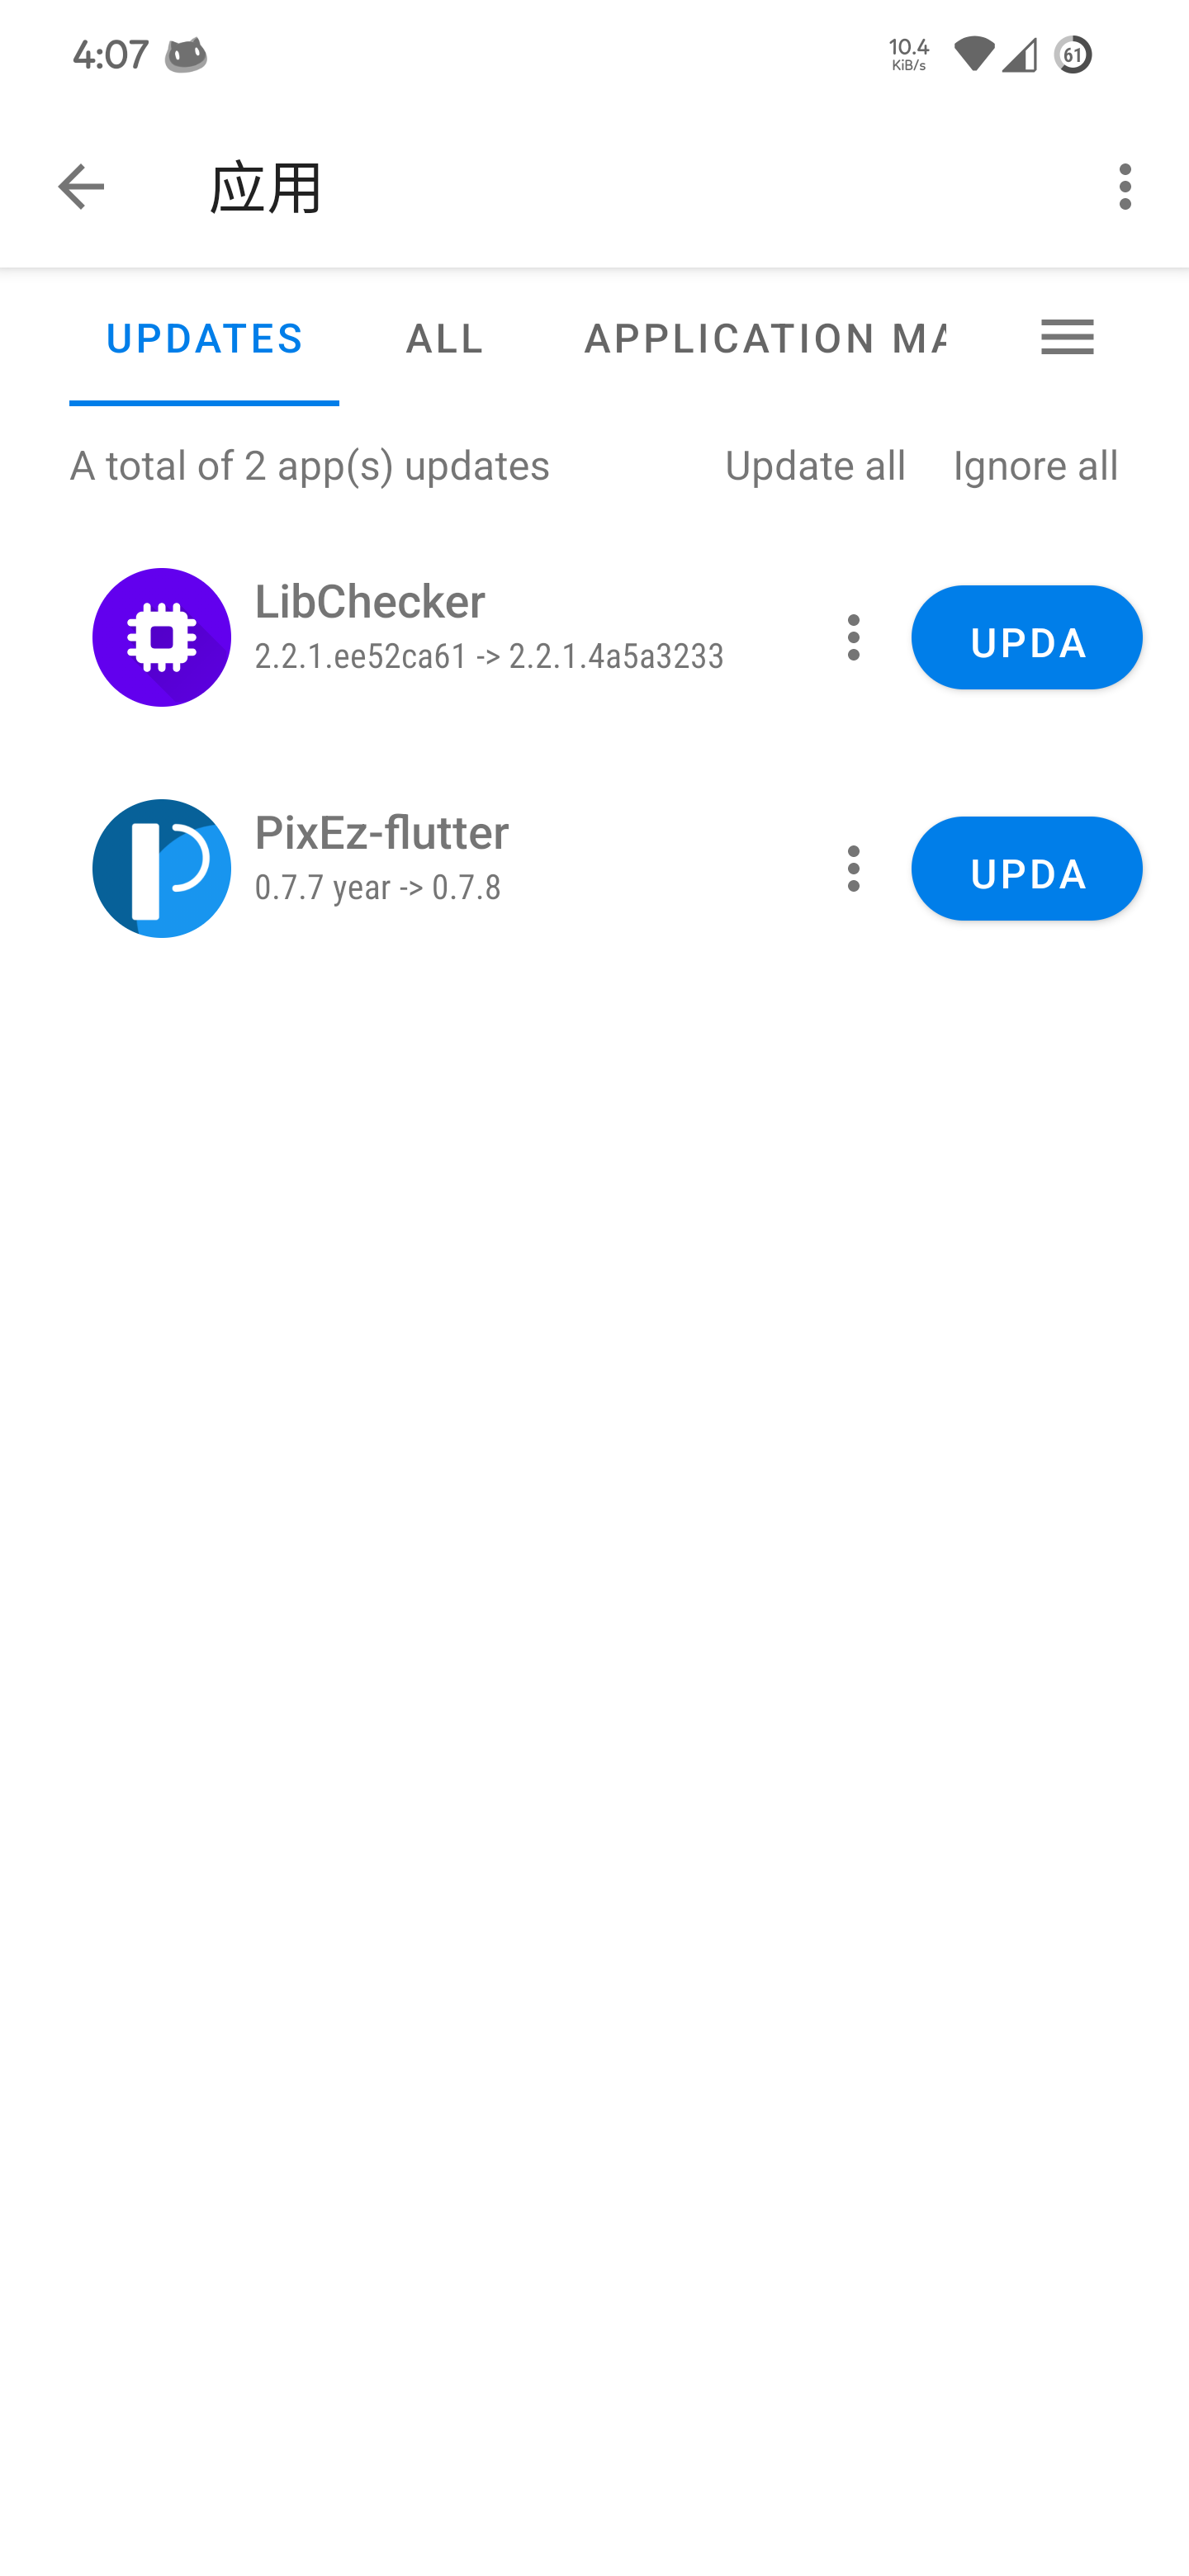 4:07
10.4
KiB/s
61
应用
UPDATES
ALL
APPLICATION MA
A total of 2 app(s) updates
Update all
Ignore all
LibChecker
2.2.1.ee52ca61 -> 2.2.1.4a5a3233
UPDA
PixEz-flutter
0.7.7 year -> 0.7.8
UPDA